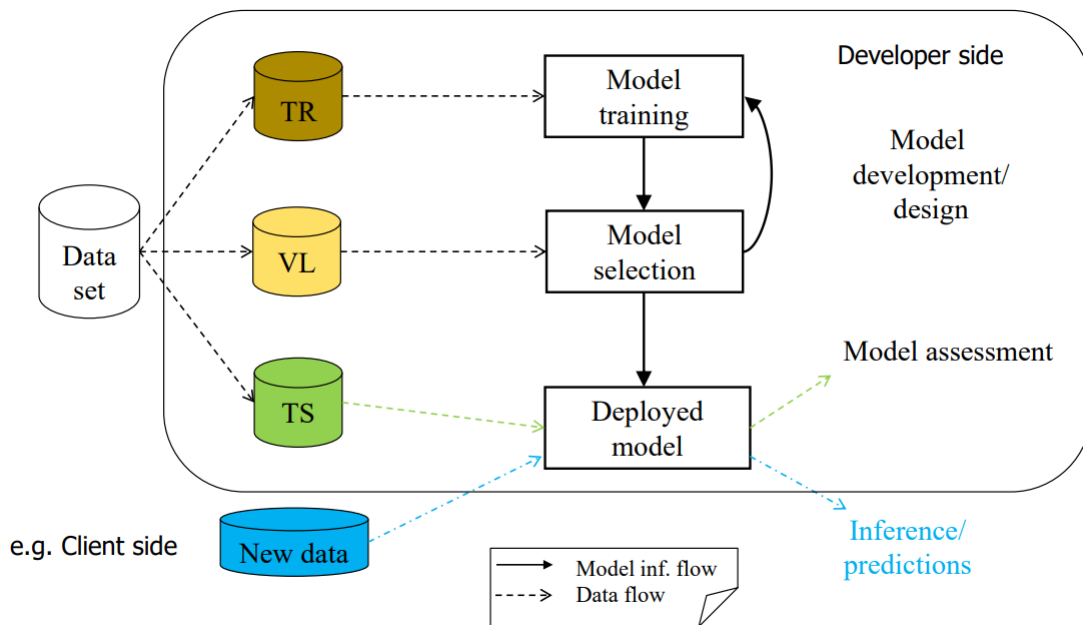 Developer side
TR
Model
training
Model
development/
design
Data
set
VL
Model
selection
Model assessment
TS
Deployed
model
e.g. Client side
New data
Inference/
predictions
Model inf. flow
Data flow